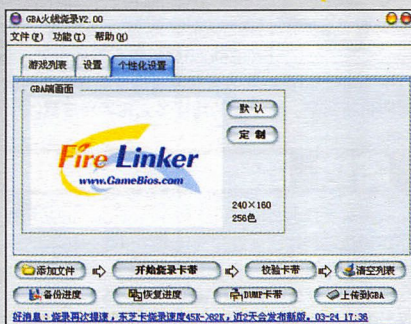 GBA火线烧录V2.00
文件(F) 功能(T) 帮助(H)
游戏列表 设置 个性化设置
GBA端画面
默认
定制
Fire Linker
www.GameBios.com
240×160
256色
添加文件 开始烧录卡带 校验卡带 清空列表
备份进度 恢复进度 DUMP卡带 上传到GBA
好消息：烧录再次提速，东芝卡烧录速度45K->82K，近2天会发布新版。03-24 17:36